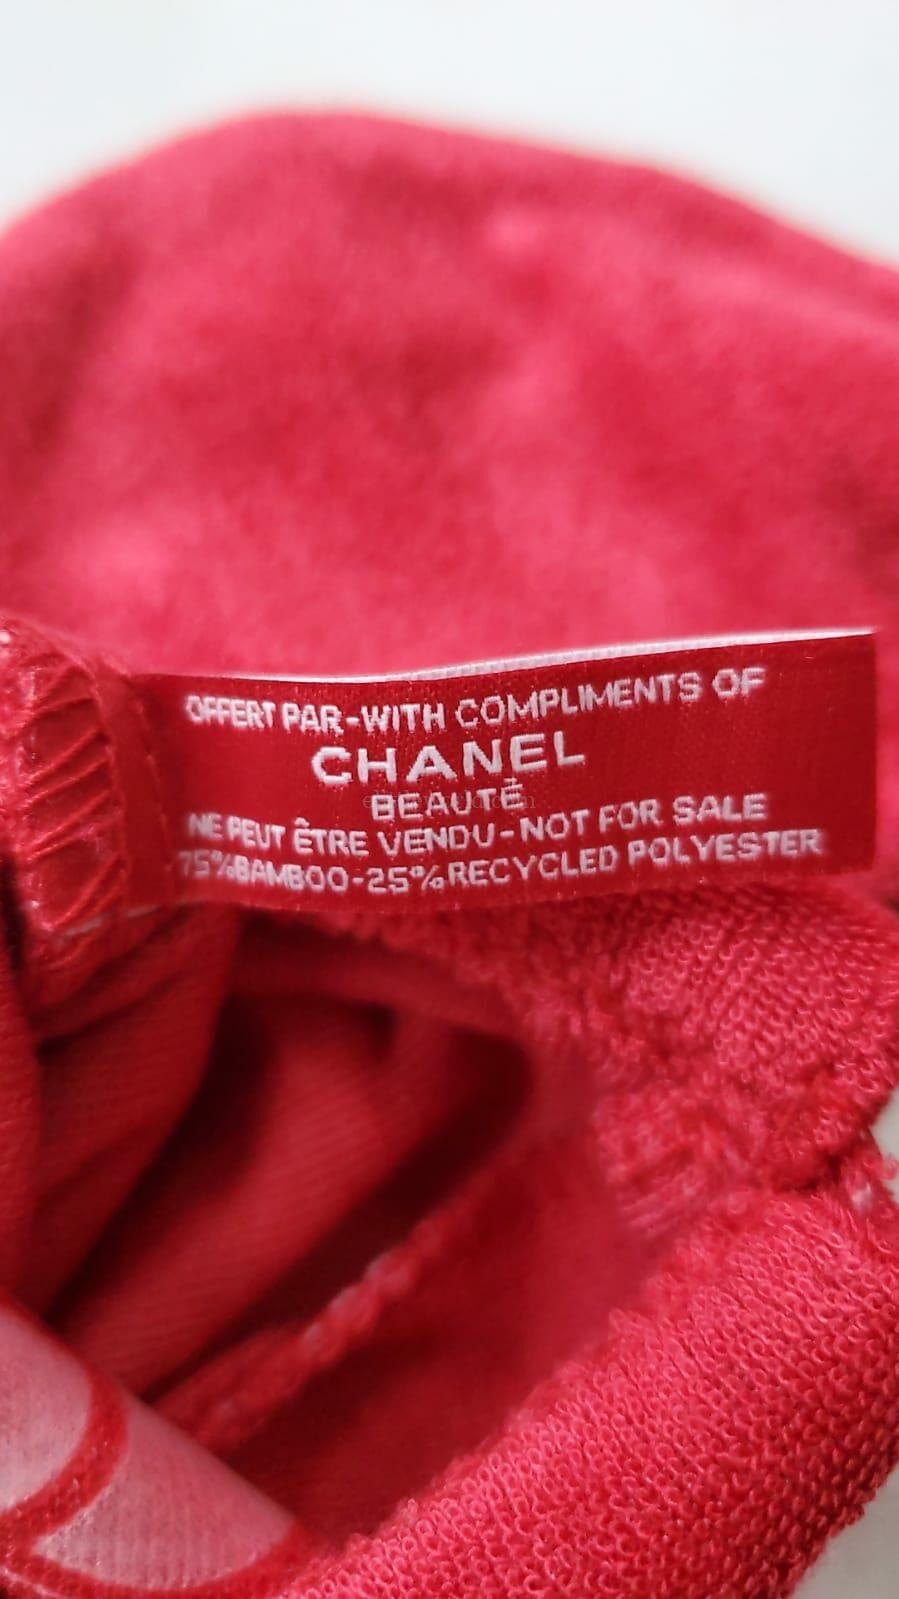 OFFERT PAR-WITH COMPLIMENTS OF
CHANEL
BEAUTÉ
NE PEUT ÊTRE VENDU-NOT FOR SALE
75%BAMBOO-25%RECYCLED POLYESTER